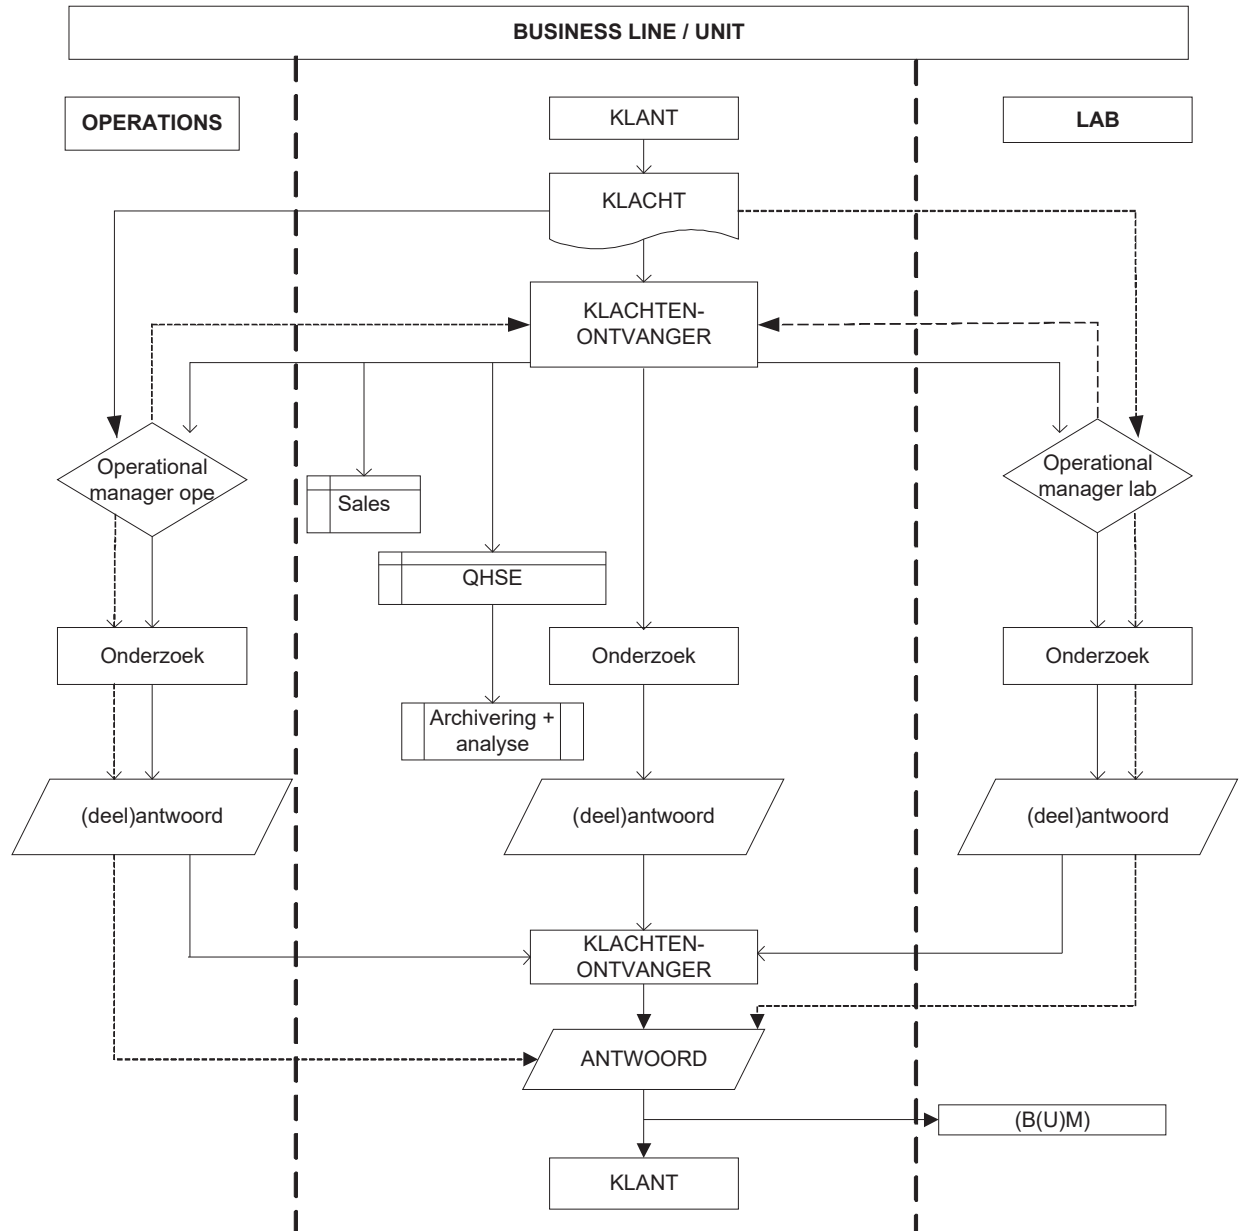 BUSINESS LINE / UNIT
OPERATIONS
KLANT
LAB
KLACHT
KLACHTEN-
ONTVANGER
Operational
manager ope
Sales
Operational
manager lab
QHSE
Onderzoek
Onderzoek
Onderzoek
Archivering +
analyse
(deel)antwoord
(deel)antwoord
(deel)antwoord
KLACHTEN-
ONTVANGER
ANTWOORD
(B(U)M)
KLANT